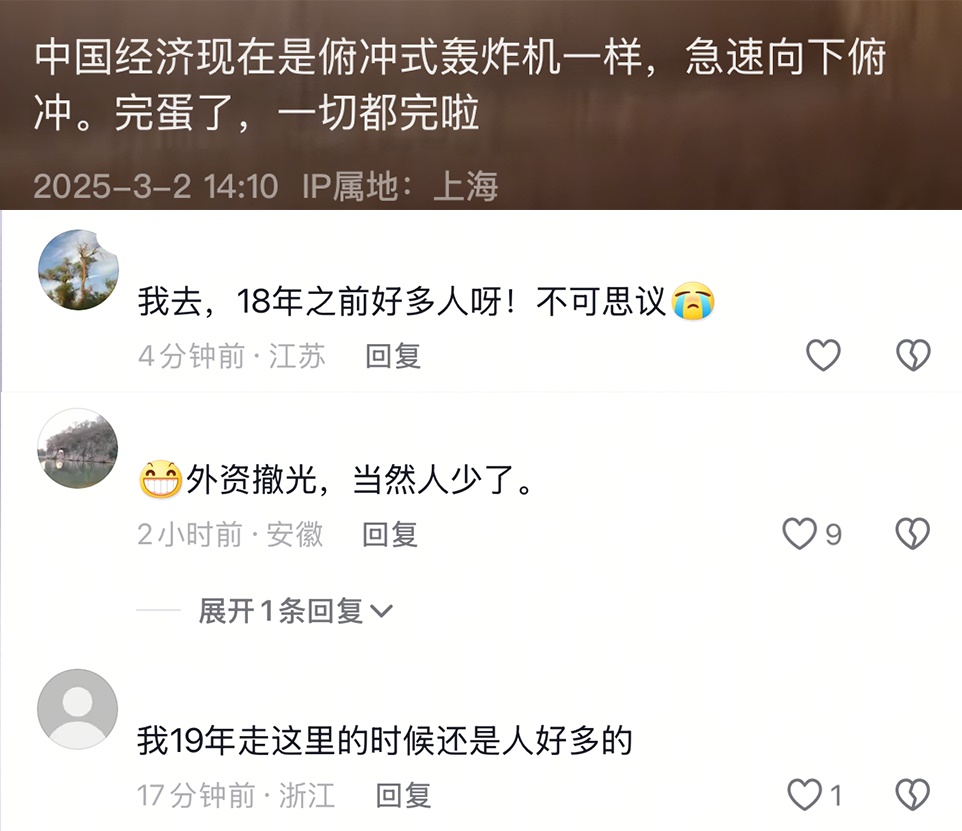 中国经济现在是俯冲式轰炸机一样，急速向下俯
冲。完蛋了，一切都完啦
2025-3-2 14:10 IP属地：上海
我去，18年之前好多人呀！不可思议😭
4分钟前 · 江苏 回复
😁外资撤光，当然人少了。
2小时前 · 安徽 回复
9
展开1条回复
我19年走这里的时候还是人好多的
17分钟前 · 浙江 回复
1